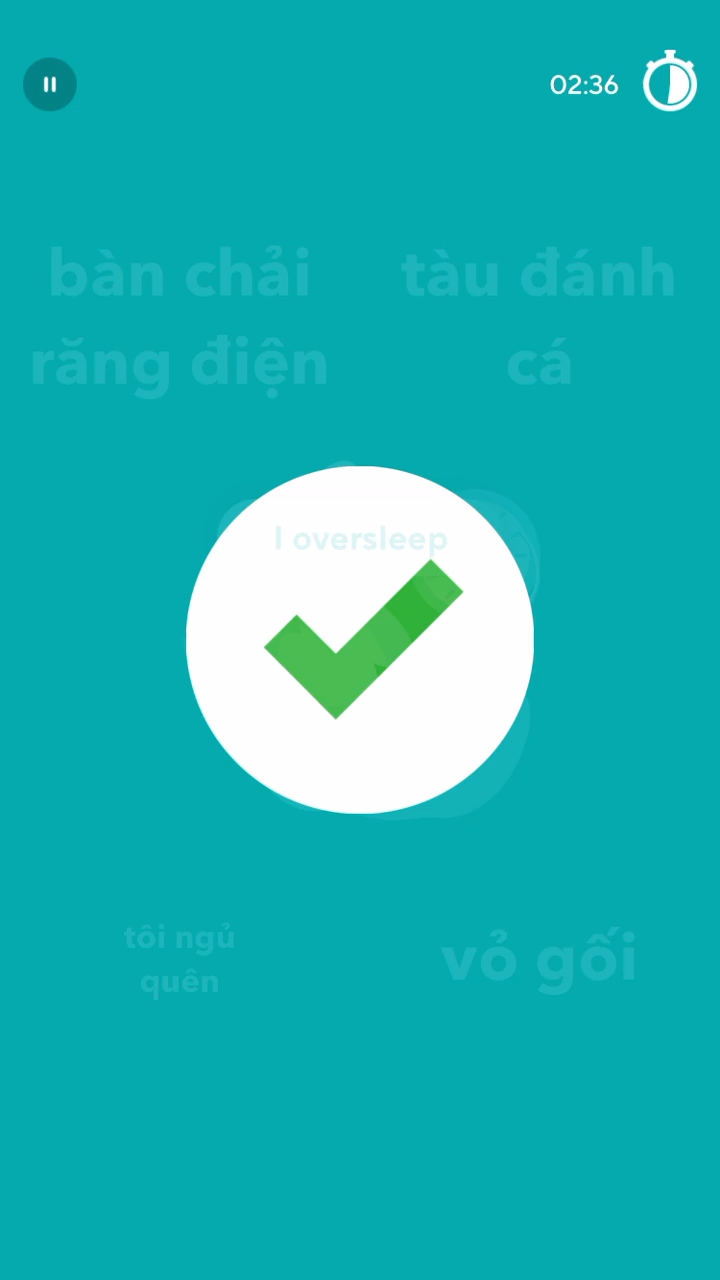 02:36
bàn chải
răng điện
tàu đánh
cá
I oversleep
tôi ngủ
quên
vỏ gối